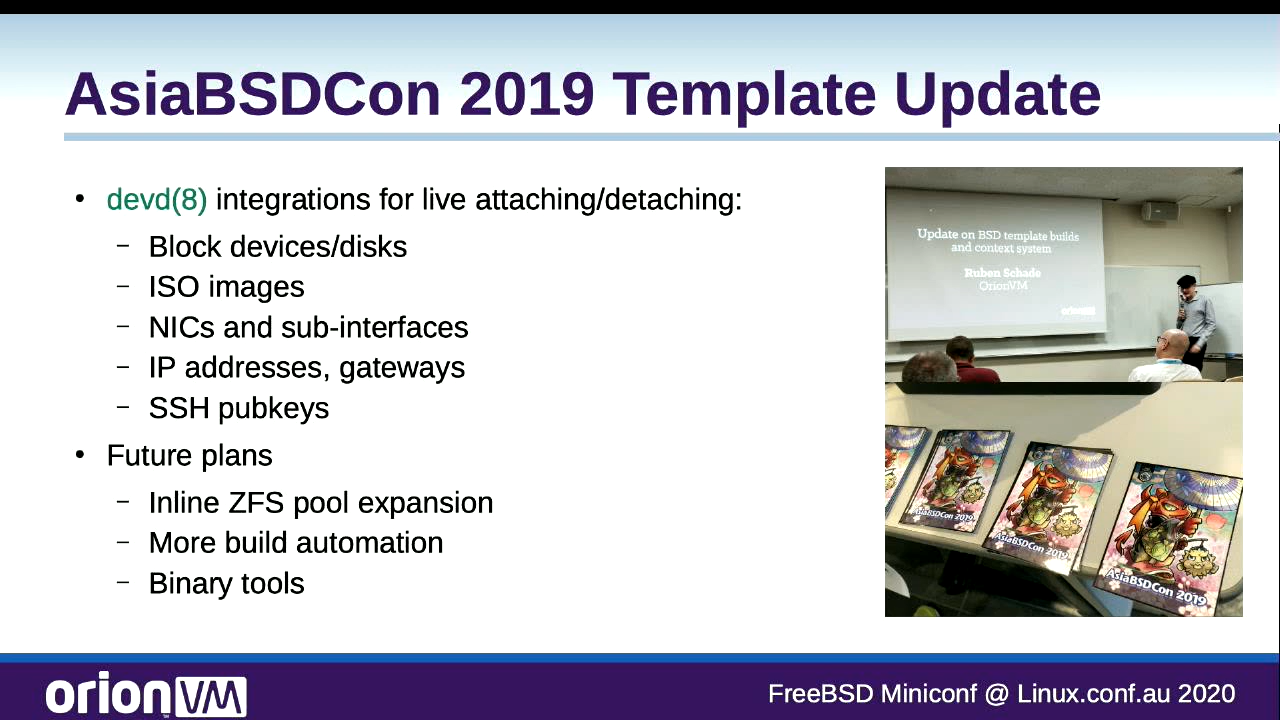 AsiaBSDCon 2019 Template Update
• devd(8) integrations for live attaching/detaching:
– Block devices/disks
– ISO images
– NICs and sub-interfaces
– IP addresses, gateways
– SSH pubkeys
• Future plans
– Inline ZFS pool expansion
– More build automation
– Binary tools
Update on BSD template builds
and context system
Ruben Schade
OrionVM
orionVM
AsiaBSDCon 2019
AsiaBSDCon 2019
AsiaBSDCon 2019
orionVM
FreeBSD Miniconf @ Linux.conf.au 2020